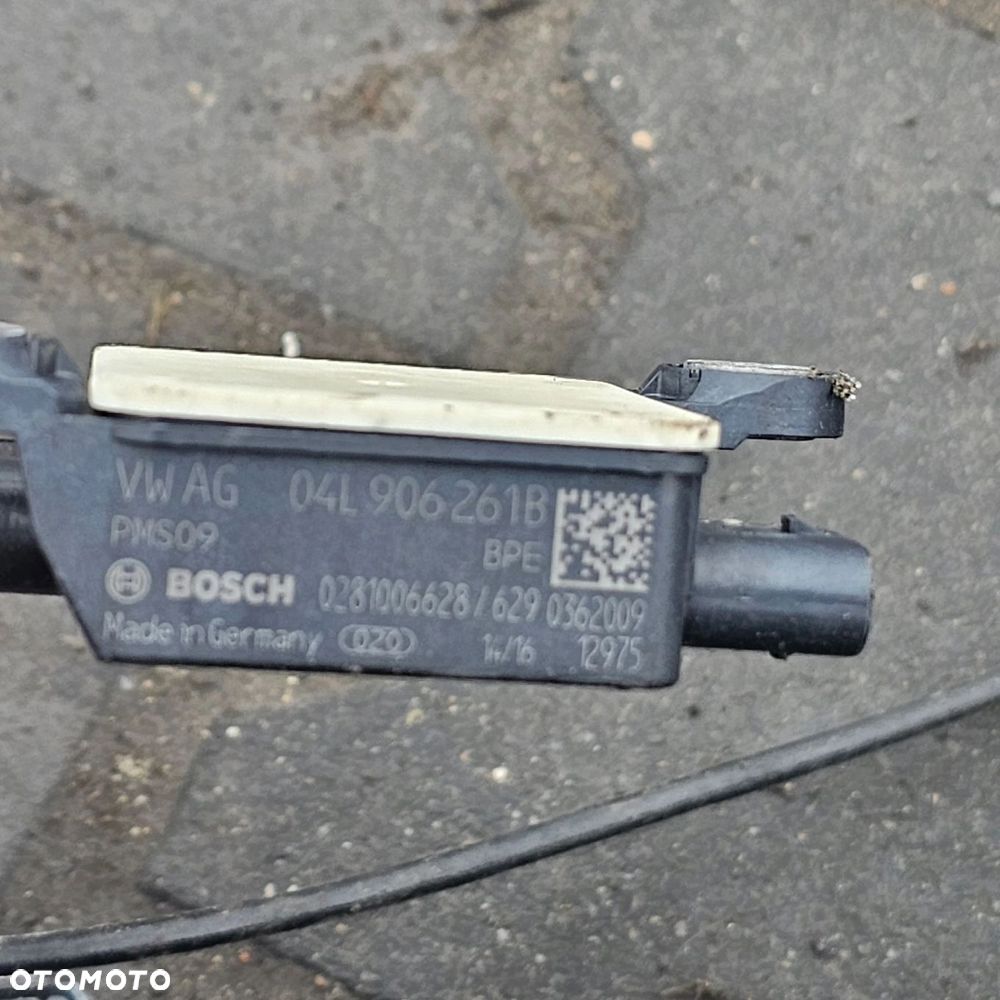 VW AG 04L 906 261B
PMS09 BPE
BOSCH 0281006628/629 0362009
Made in Germany 14/16 12975
OTOMOTO